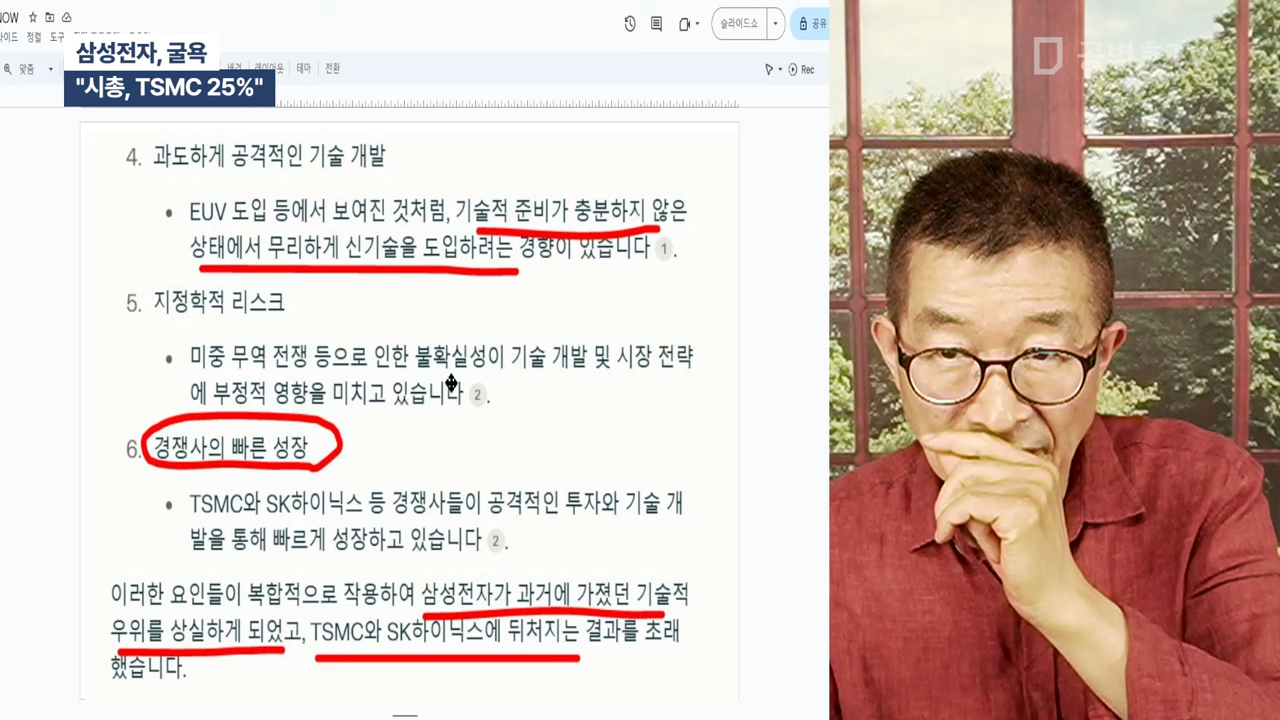 NOW
슬라이드쇼
공유
정렬 도구
삼성전자, 굴욕
"시총, TSMC 25%"
맞춤
테마
전환
Rec
4. 과도하게 공격적인 기술 개발
• EUV 도입 등에서 보여진 것처럼, 기술적 준비가 충분하지 않은
상태에서 무리하게 신기술을 도입하려는 경향이 있습니다 1.
5. 지정학적 리스크
• 미중 무역 전쟁 등으로 인한 불확실성이 기술 개발 및 시장 전략
에 부정적 영향을 미치고 있습니다 2.
6. 경쟁사의 빠른 성장
• TSMC와 SK하이닉스 등 경쟁사들이 공격적인 투자와 기술 개
발을 통해 빠르게 성장하고 있습니다 2.
이러한 요인들이 복합적으로 작용하여 삼성전자가 과거에 가졌던 기술적
우위를 상실하게 되었고, TSMC와 SK하이닉스에 뒤처지는 결과를 초래
했습니다.